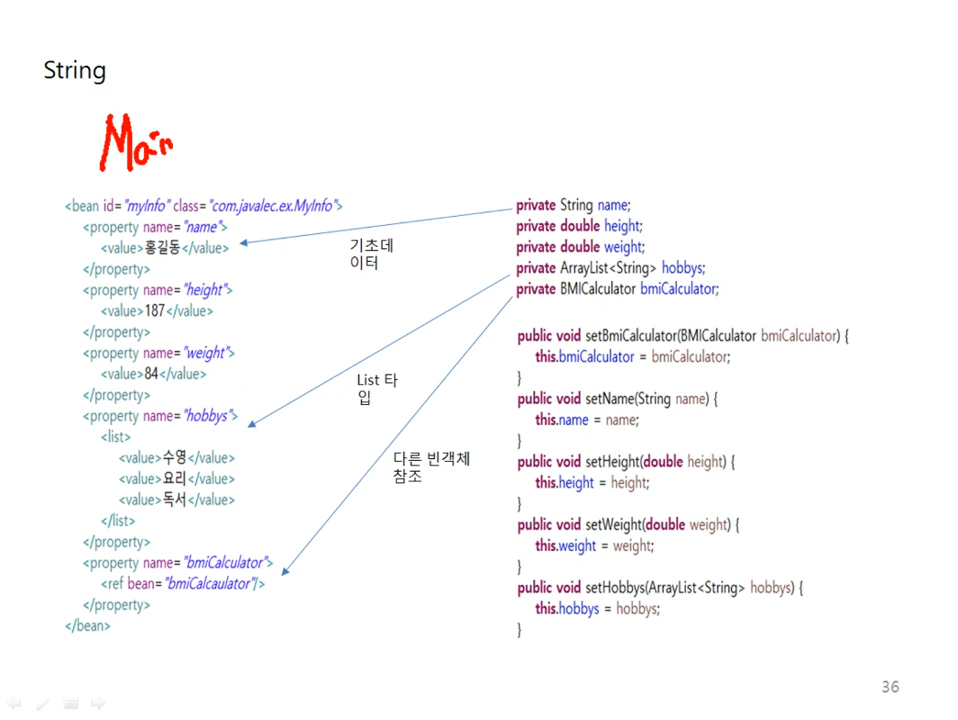 String
Main
<bean id="myInfo" class="com.javalec.ex.MyInfo">
<property name="name">
<value>홍길동</value>
</property>
<property name="height">
<value>187</value>
</property>
<property name="weight">
<value>84</value>
</property>
<property name="hobbys">
<list>
<value>수영</value>
<value>요리</value>
<value>독서</value>
</list>
</property>
<property name="bmiCalculator">
<ref bean="bmiCalcaulator"/>
</property>
</bean>
기초데
이터
List 타
입
다른 빈객체
참조
private String name;
private double height;
private double weight;
private ArrayList<String> hobbys;
private BMICalculator bmiCalculator;
public void setBmiCalculator(BMICalculator bmiCalculator) {
this.bmiCalculator = bmiCalculator;
}
public void setName(String name) {
this.name = name;
}
public void setHeight(double height) {
this.height = height;
}
public void setWeight(double weight) {
this.weight = weight;
}
public void setHobbys(ArrayList<String> hobbys) {
this.hobbys = hobbys;
}
36